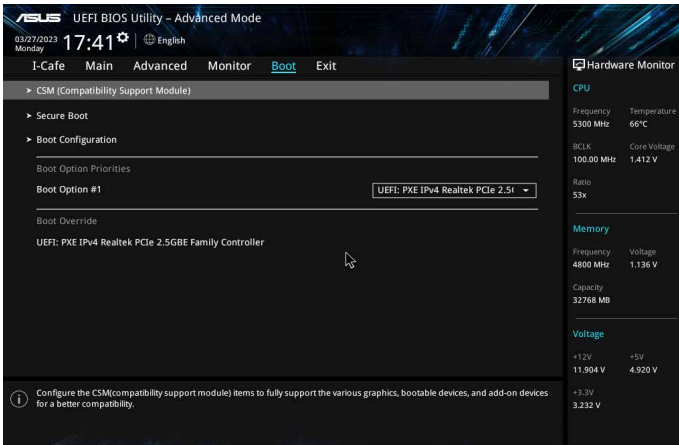 ASUS UEFI BIOS Utility – Advanced Mode
03/27/2023 Monday 17:41 English
I-Cafe Main Advanced Monitor Boot Exit
> CSM (Compatibility Support Module)
> Secure Boot
> Boot Configuration
Boot Option Priorities
Boot Option #1 UEFI: PXE IPv4 Realtek PCIe 2.5
Boot Override
UEFI: PXE IPv4 Realtek PCIe 2.5GBE Family Controller
Configure the CSM(compatibility support module) items to fully support the various graphics, bootable devices, and add-on devices
for a better compatibility.
Hardware Monitor
CPU
Frequency Temperature
5300 MHz 66°C
BCLK Core Voltage
100.00 MHz 1.412 V
Ratio
53x
Memory
Frequency Voltage
4800 MHz 1.136 V
Capacity
32768 MB
Voltage
+12V +5V
11.904 V 4.920 V
+3.3V
3.232 V